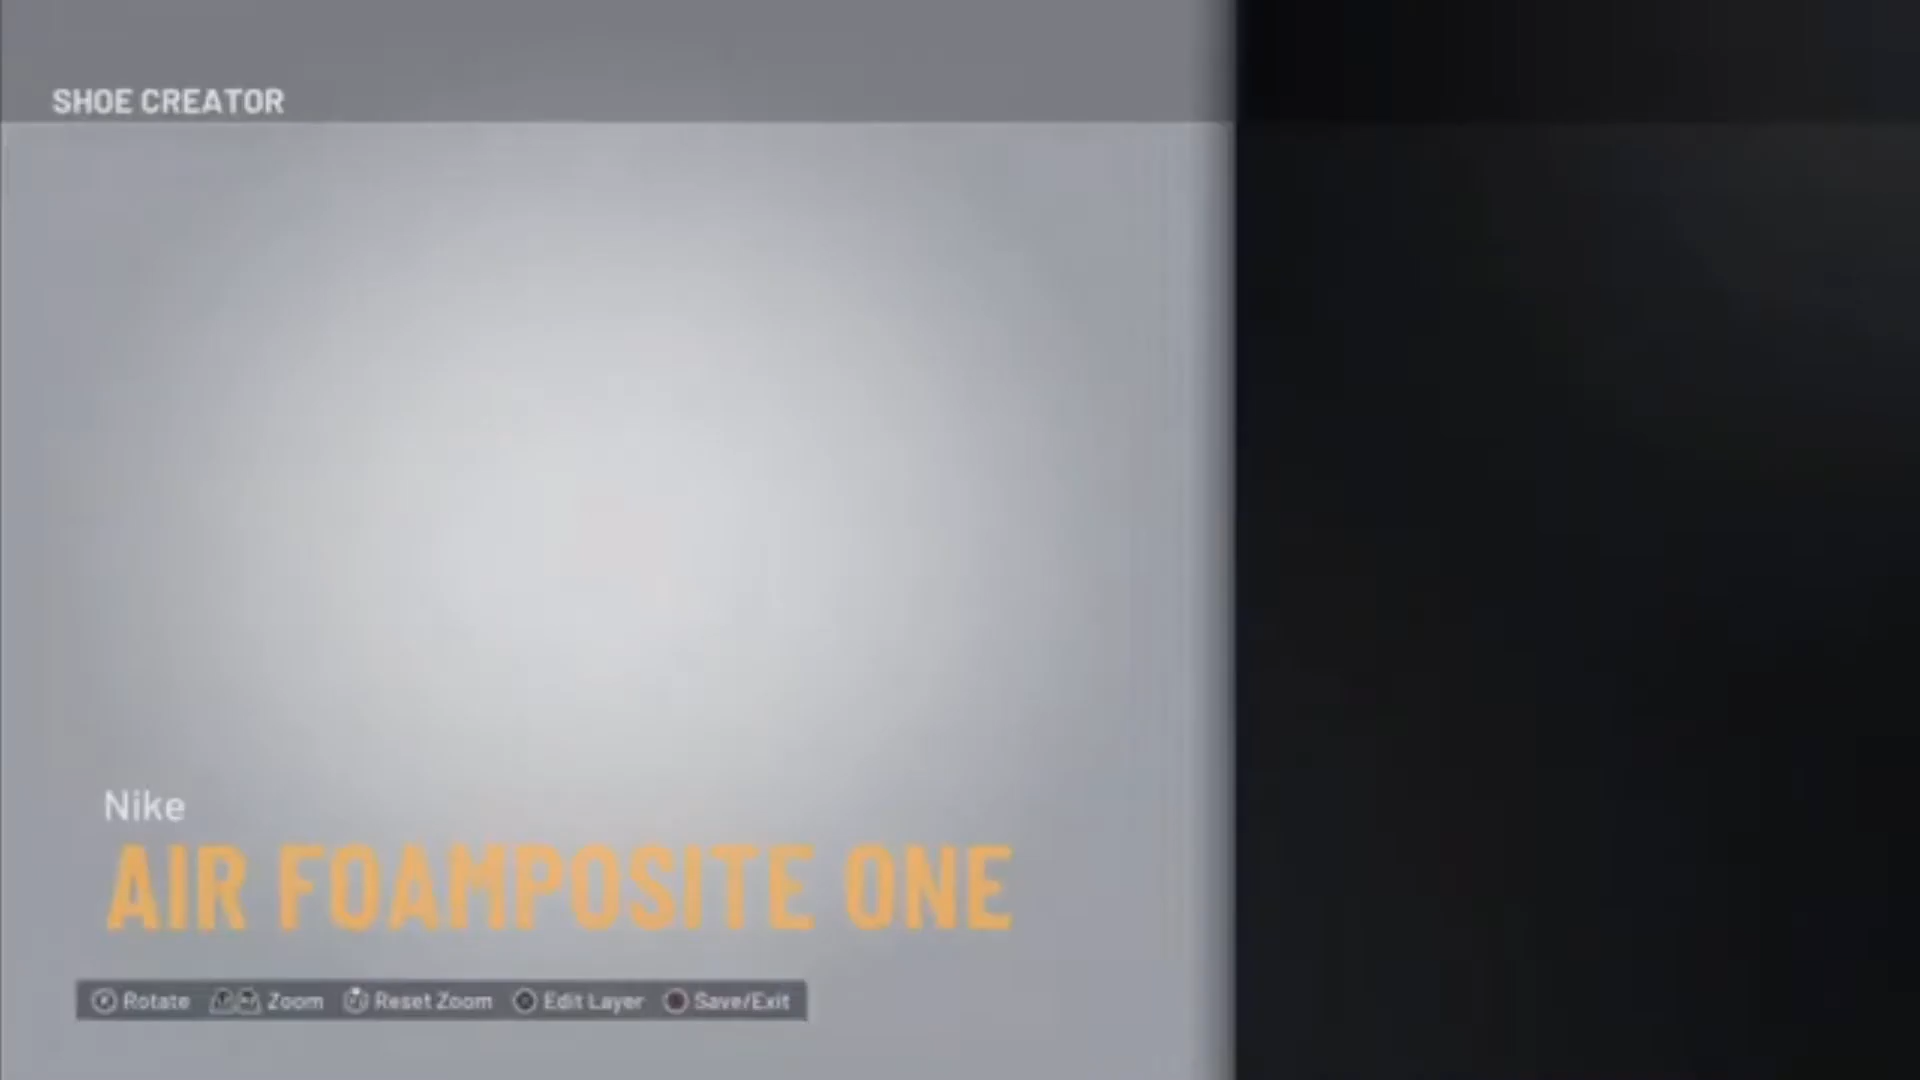 SHOE CREATOR
Nike
AIR FOAMPOSITE ONE
Rotate Zoom Reset Zoom Edit Layer Save/Exit